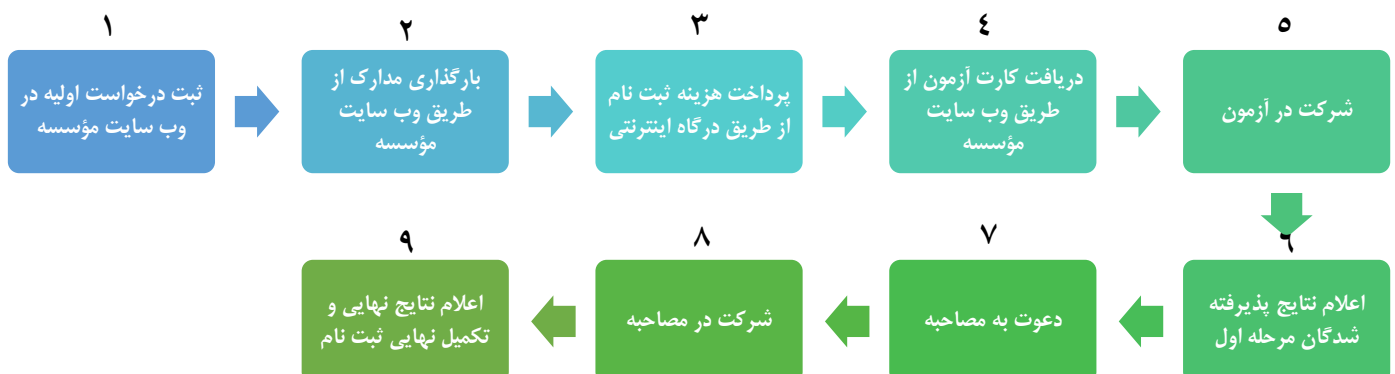 ۱
ثبت درخواست اولیه در
وب سایت مؤسسه
۲
بارگذاری مدارک از
طریق وب سایت
مؤسسه
۳
پرداخت هزینه ثبت نام
از طریق درگاه اینترنتی
٤
دریافت کارت آزمون از
طریق وب سایت
مؤسسه
٥
شرکت در آزمون
٦
اعلام نتایج پذیرفته
شدگان مرحله اول
۷
دعوت به مصاحبه
۸
شرکت در مصاحبه
۹
اعلام نتایج نهایی و
تکمیل نهایی ثبت نام